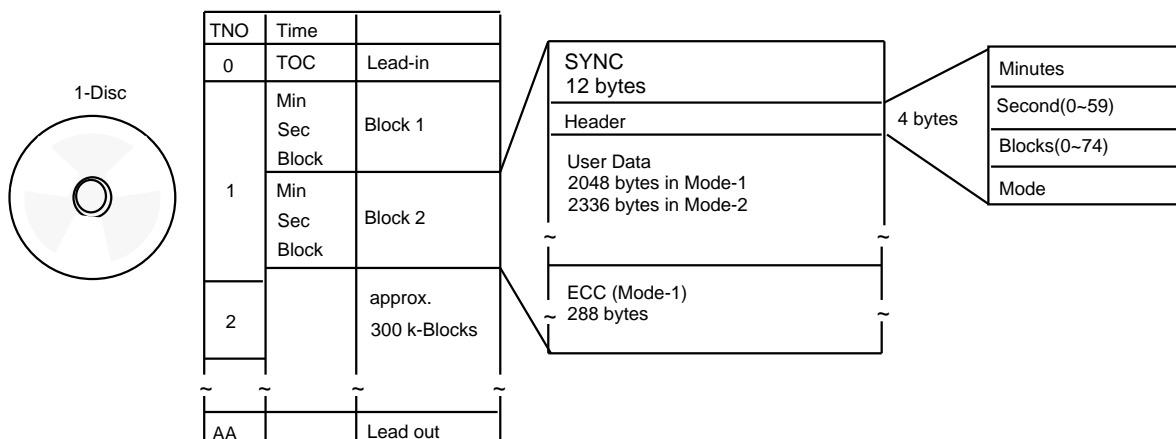 1-Disc
TNO Time
0 TOC Lead-in
1
Min
Sec
Block
Block 1
Min
Sec
Block
Block 2
2
approx.
300 k-Blocks
~ ~ ~ ~
AA Lead out
SYNC
12 bytes
Header
User Data
2048 bytes in Mode-1
2336 bytes in Mode-2
~ ~
ECC (Mode-1)
288 bytes
~ ~
4 bytes
Minutes
Second(0~59)
Blocks(0~74)
Mode